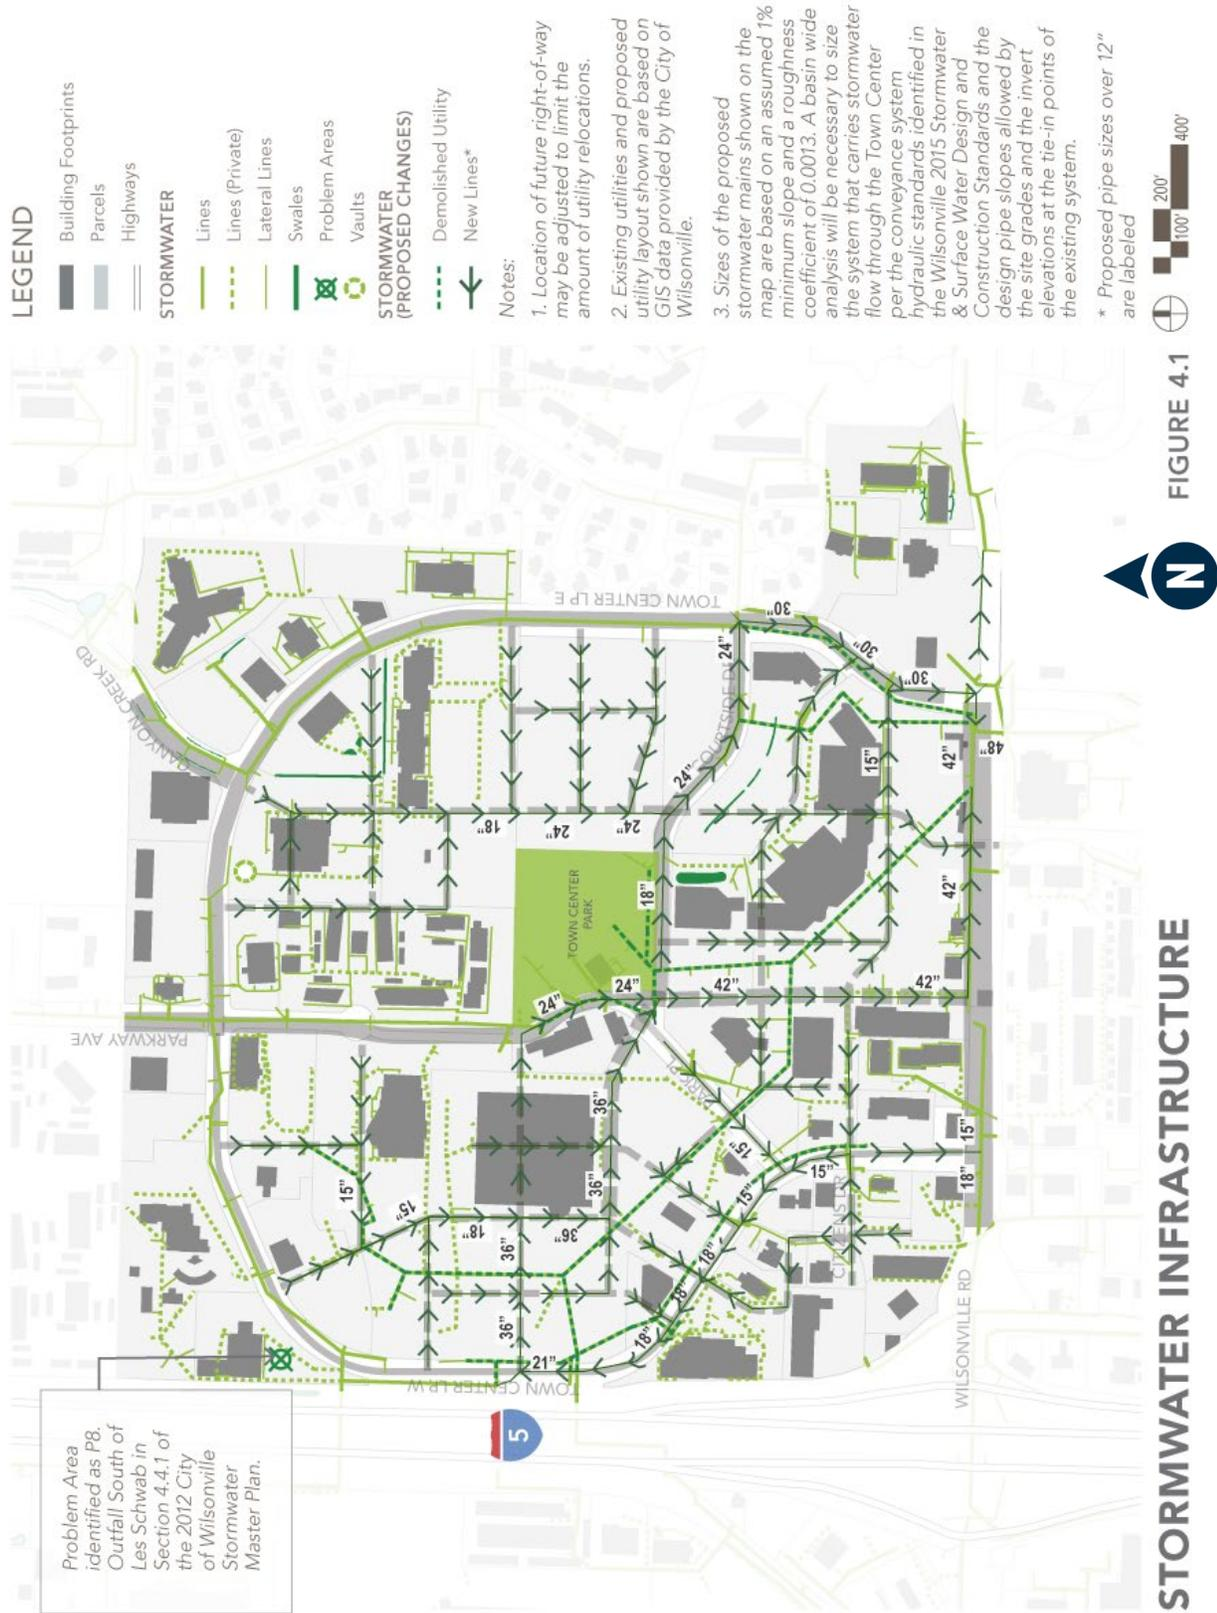 STORMWATER INFRASTRUCTURE
FIGURE 4.1
Problem Area
identified as P8.
Outfall South of
Les Schwab in
Section 4.4.1 of
the 2012 City
of Wilsonville
Stormwater
Master Plan.
5
TOWN CENTER LP W
WILSONVILLE RD
CITIZENS DR
PARK PL
PARKWAY AVE
TOWN CENTER
PARK
COURTSIDE DR
TOWN CENTER LP E
CANYON CREEK RD
21"
36"
36"
18"
18"
18"
18"
36"
18"
15"
15"
36"
36"
15"
15"
15"
15"
18"
24"
24"
42"
42"
18"
42"
18"
24"
24"
24"
24"
15"
42"
48"
30"
30"
30"
N
LEGEND
Building Footprints
Parcels
Highways
STORMWATER
Lines
Lines (Private)
Lateral Lines
Swales
Problem Areas
Vaults
STORMWATER
(PROPOSED CHANGES)
Demolished Utility
New Lines*
Notes:
1. Location of future right-of-way
may be adjusted to limit the
amount of utility relocations.
2. Existing utilities and proposed
utility layout shown are based on
GIS data provided by the City of
Wilsonville.
3. Sizes of the proposed
stormwater mains shown on the
map are based on an assumed 1%
minimum slope and a roughness
coefficient of 0.0013. A basin wide
analysis will be necessary to size
the system that carries stormwater
flow through the Town Center
per the conveyance system
hydraulic standards identified in
the Wilsonville 2015 Stormwater
& Surface Water Design and
Construction Standards and the
design pipe slopes allowed by
the site grades and the invert
elevations at the tie-in points of
the existing system.
* Proposed pipe sizes over 12"
are labeled
100' 200' 400'